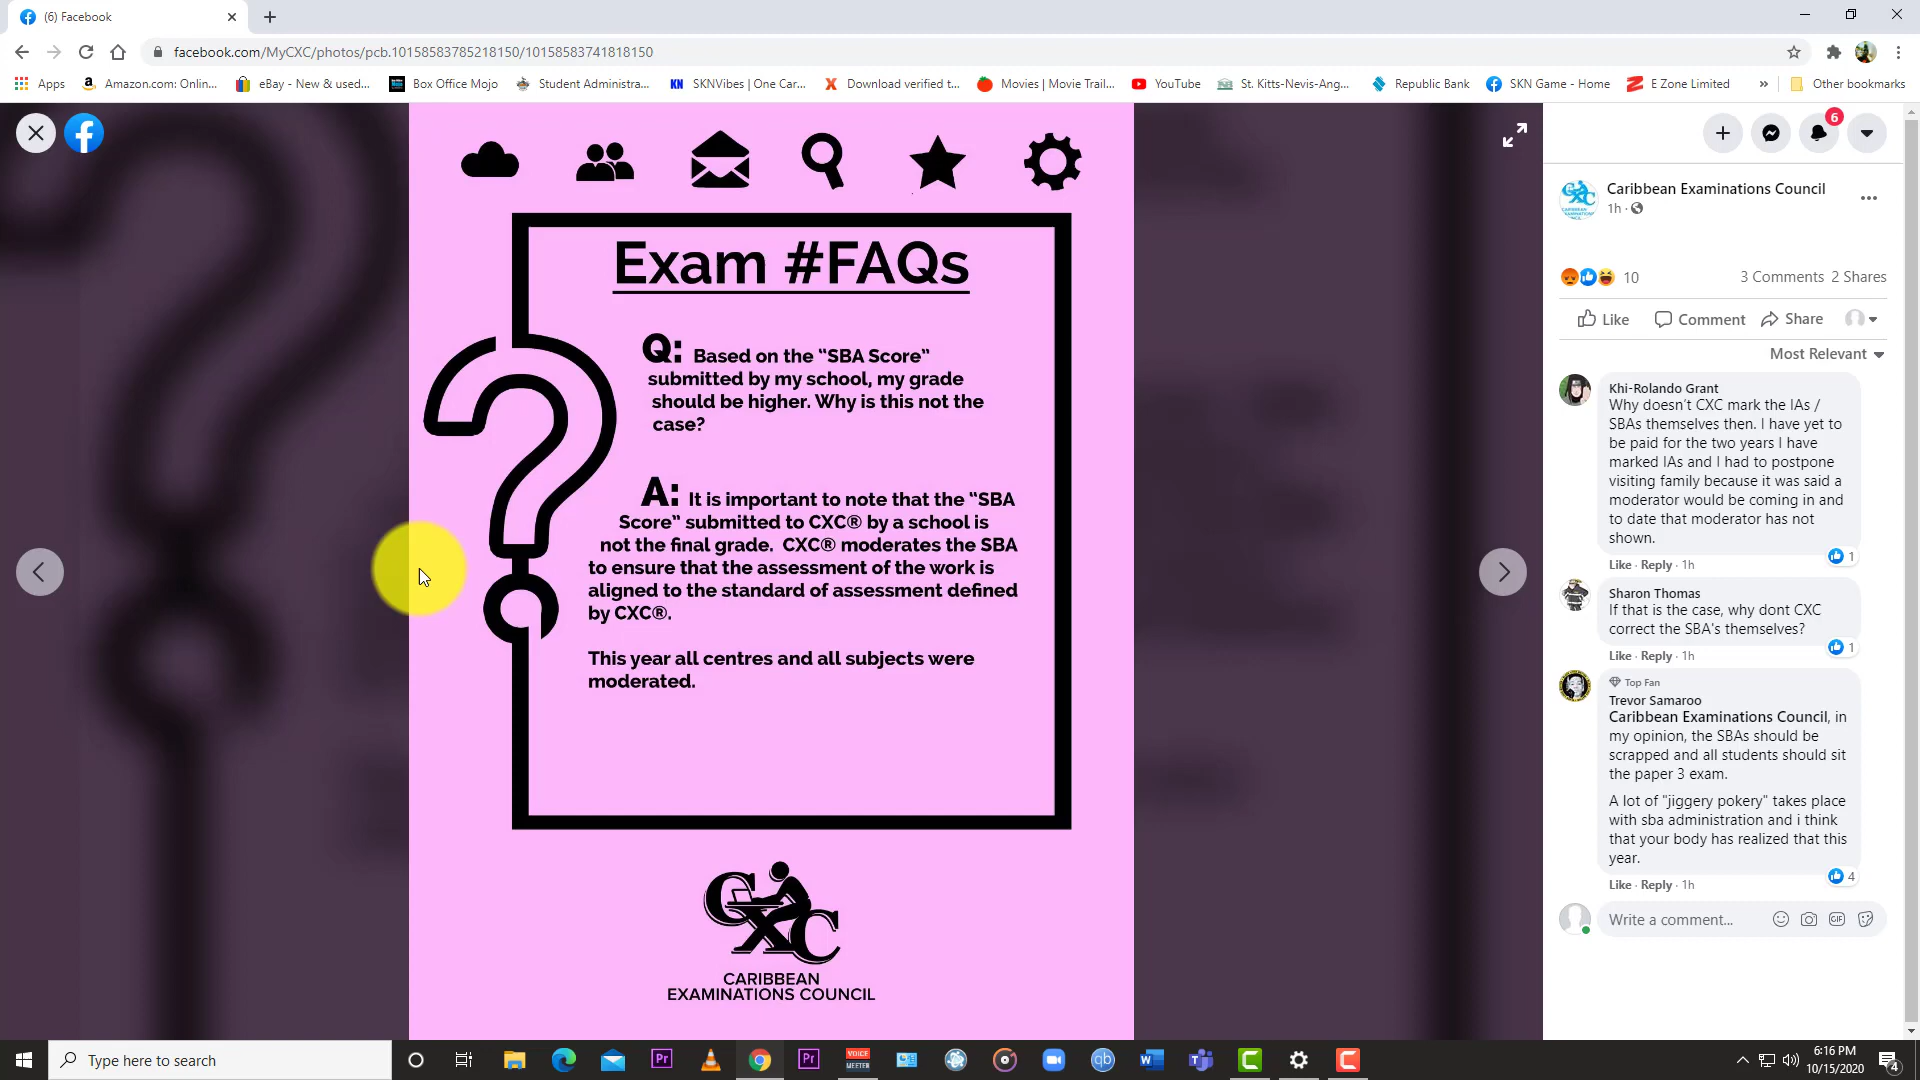 (6) Facebook
facebook.com/MyCXC/photos/pcb.10158583785218150/10158583741818150
Apps
Amazon.com: Onlin...
eBay - New & used...
Box Office Mojo
Student Administra...
KN SKNVibes | One Car...
Download verified t...
Movies | Movie Trail...
YouTube
St. Kitts-Nevis-Ang...
Republic Bank
SKN Game - Home
E Zone Limited
»
Other bookmarks
6
Exam #FAQs
Q: Based on the “SBA Score”
submitted by my school, my grade
should be higher. Why is this not the
case?
A: It is important to note that the “SBA
Score” submitted to CXC® by a school is
not the final grade. CXC® moderates the SBA
to ensure that the assessment of the work is
aligned to the standard of assessment defined
by CXC®.
This year all centres and all subjects were
moderated.
CXC
CARIBBEAN
EXAMINATIONS COUNCIL
Caribbean Examinations Council
1h ·
10
3 Comments 2 Shares
Like
Comment
Share
Most Relevant
Khi-Rolando Grant
Why doesn't CXC mark the IAs /
SBAs themselves then. I have yet to
be paid for the two years I have
marked IAs and I had to postpone
visiting family because it was said a
moderator would be coming in and
to date that moderator has not
shown.
1
Like · Reply · 1h
Sharon Thomas
If that is the case, why dont CXC
correct the SBA's themselves?
1
Like · Reply · 1h
Top Fan
Trevor Samaroo
Caribbean Examinations Council, in
my opinion, the SBAs should be
scrapped and all students should sit
the paper 3 exam.
A lot of "jiggery pokery" takes place
with sba administration and i think
that your body has realized that this
year.
4
Like · Reply · 1h
Write a comment...
GIF
Type here to search
Pr
Pr
VOICE
MEETER
qb
W
T
C
C
6:16 PM
10/15/2020
4